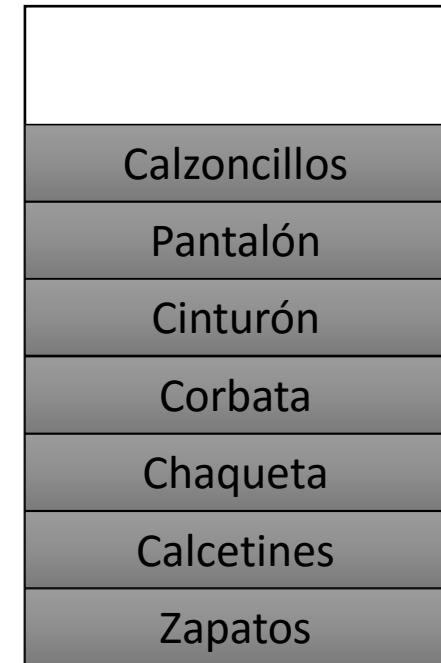 Calzoncillos
Pantalón
Cinturón
Corbata
Chaqueta
Calcetines
Zapatos